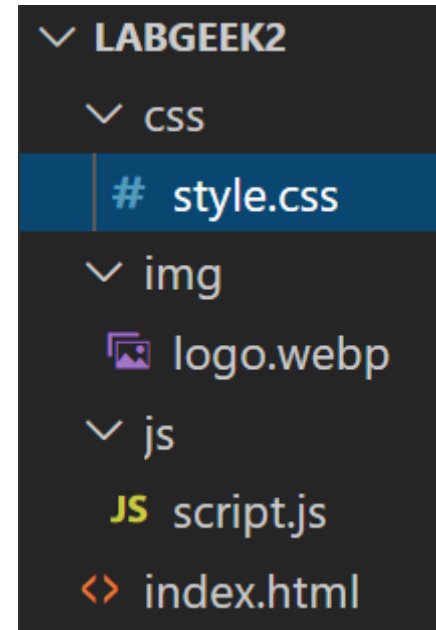 LABGEEK2
css
# style.css
img
logo.webp
js
JS script.js
<> index.html